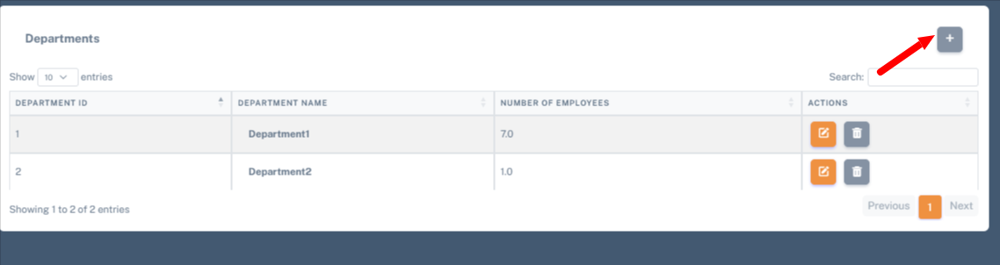 Departments
+
Show 10 entries Search:
DEPARTMENT ID DEPARTMENT NAME NUMBER OF EMPLOYEES ACTIONS
1 Department1 7.0
2 Department2 1.0
Showing 1 to 2 of 2 entries Previous 1 Next